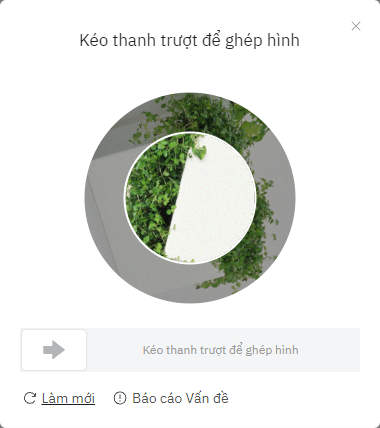 Kéo thanh trượt để ghép hình
Kéo thanh trượt để ghép hình
Làm mới
Báo cáo Vấn đề